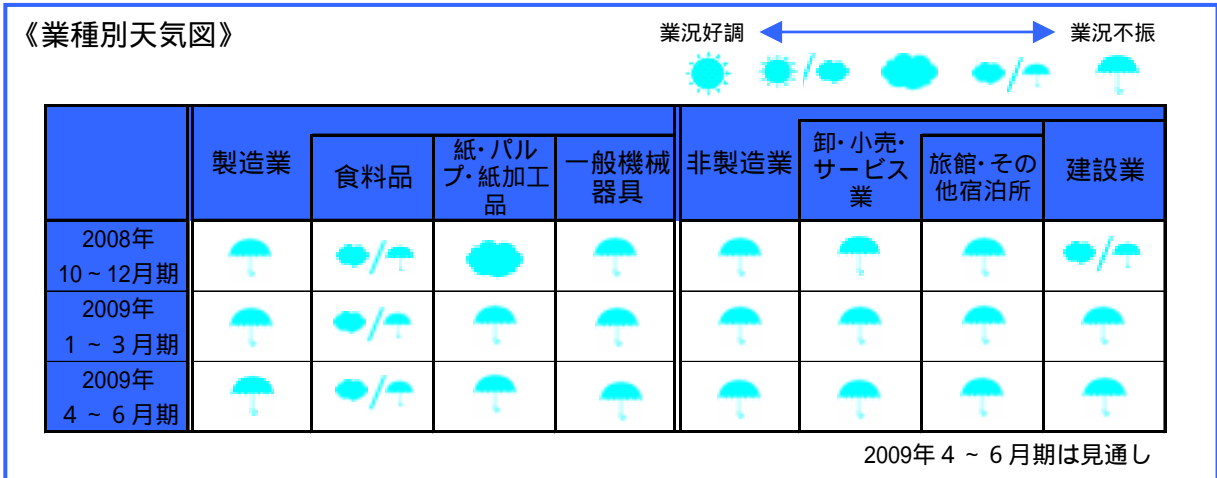 《業種別天気図》
業況好調
業況不振
製造業
食料品
紙・パル
プ・紙加工
品
一般機械
器具
非製造業
卸・小売・
サービス
業
旅館・その
他宿泊所
建設業
2008年
10～12月期
2009年
1～3月期
2009年
4～6月期
2009年4～6月期は見通し